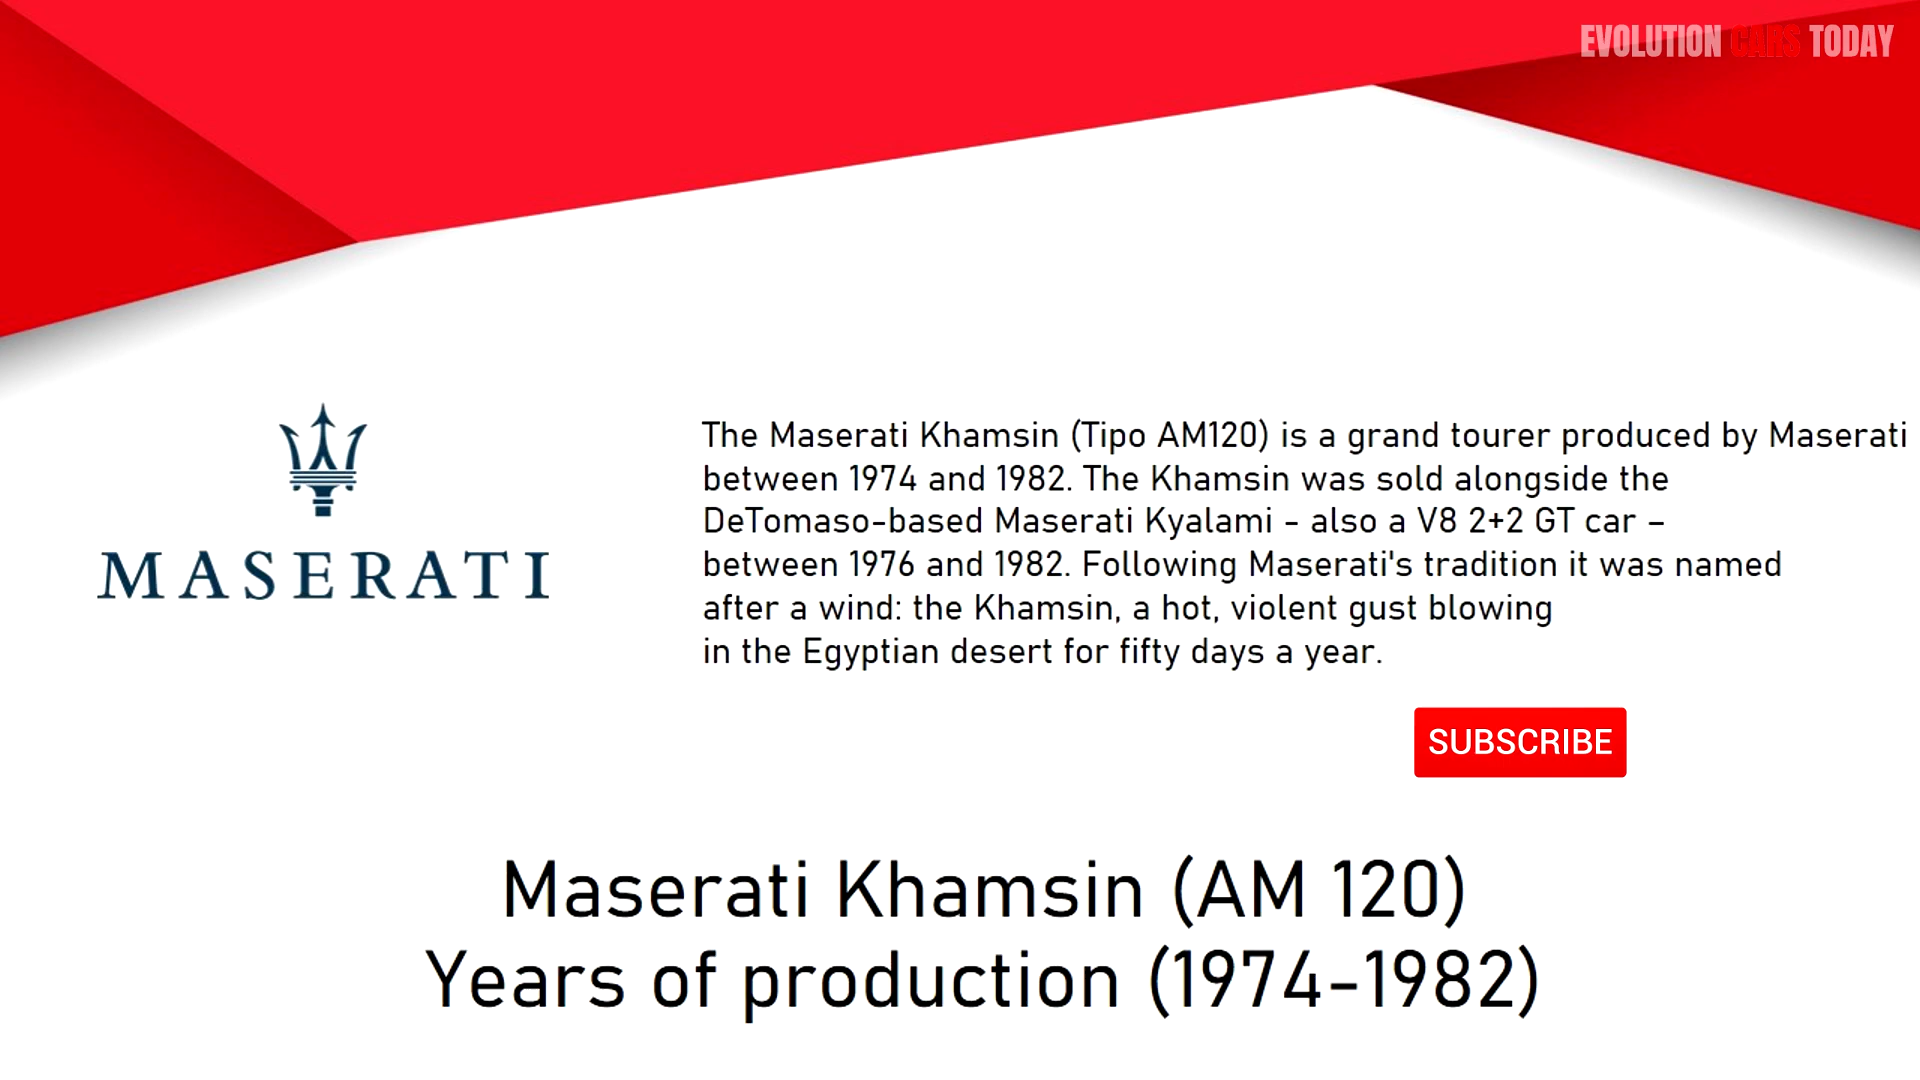 EVOLUTION CARS TODAY
MASERATI
The Maserati Khamsin (Tipo AM120) is a grand tourer produced by Maserati
between 1974 and 1982. The Khamsin was sold alongside the
DeTomaso-based Maserati Kyalami - also a V8 2+2 GT car –
between 1976 and 1982. Following Maserati's tradition it was named
after a wind: the Khamsin, a hot, violent gust blowing
in the Egyptian desert for fifty days a year.
SUBSCRIBE
Maserati Khamsin (AM 120)
Years of production (1974-1982)